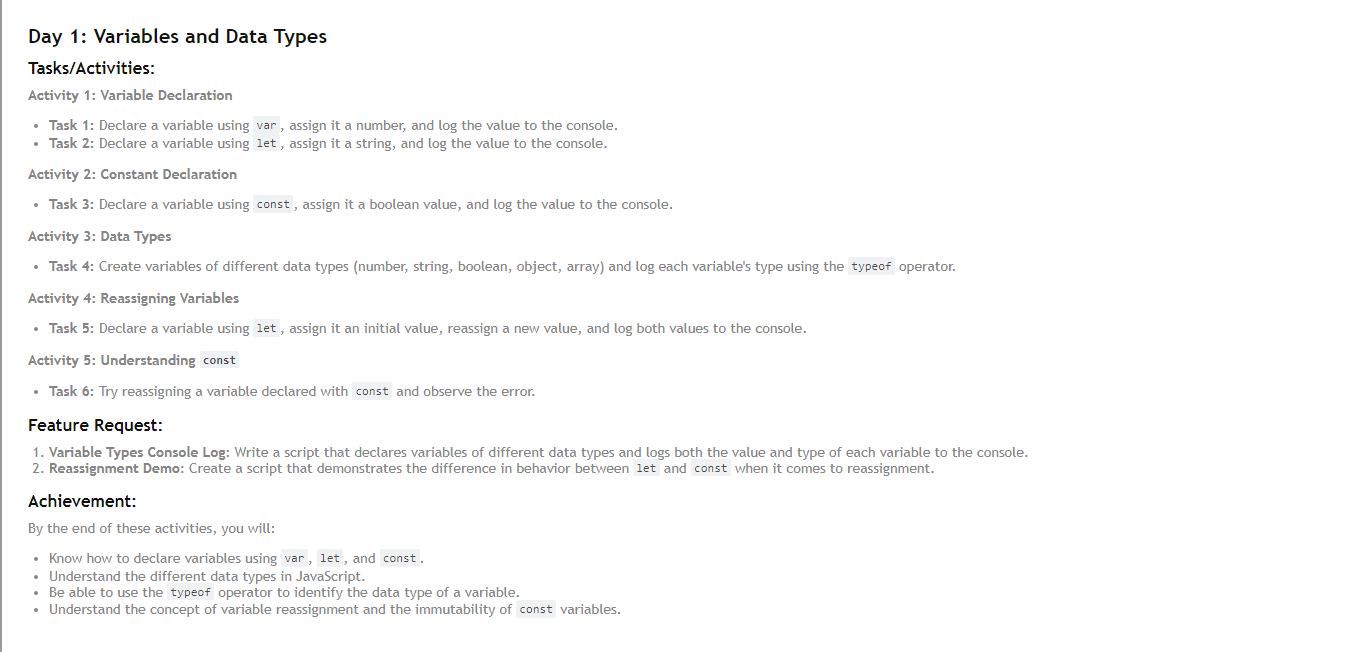 Day 1: Variables and Data Types
Tasks/Activities:
Activity 1: Variable Declaration
• Task 1: Declare a variable using var, assign it a number, and log the value to the console.
• Task 2: Declare a variable using let, assign it a string, and log the value to the console.
Activity 2: Constant Declaration
• Task 3: Declare a variable using const, assign it a boolean value, and log the value to the console.
Activity 3: Data Types
• Task 4: Create variables of different data types (number, string, boolean, object, array) and log each variable's type using the typeof operator.
Activity 4: Reassigning Variables
• Task 5: Declare a variable using let, assign it an initial value, reassign a new value, and log both values to the console.
Activity 5: Understanding const
• Task 6: Try reassigning a variable declared with const and observe the error.
Feature Request:
1. Variable Types Console Log: Write a script that declares variables of different data types and logs both the value and type of each variable to the console.
2. Reassignment Demo: Create a script that demonstrates the difference in behavior between let and const when it comes to reassignment.
Achievement:
By the end of these activities, you will:
• Know how to declare variables using var, let, and const.
• Understand the different data types in JavaScript.
• Be able to use the typeof operator to identify the data type of a variable.
• Understand the concept of variable reassignment and the immutability of const variables.